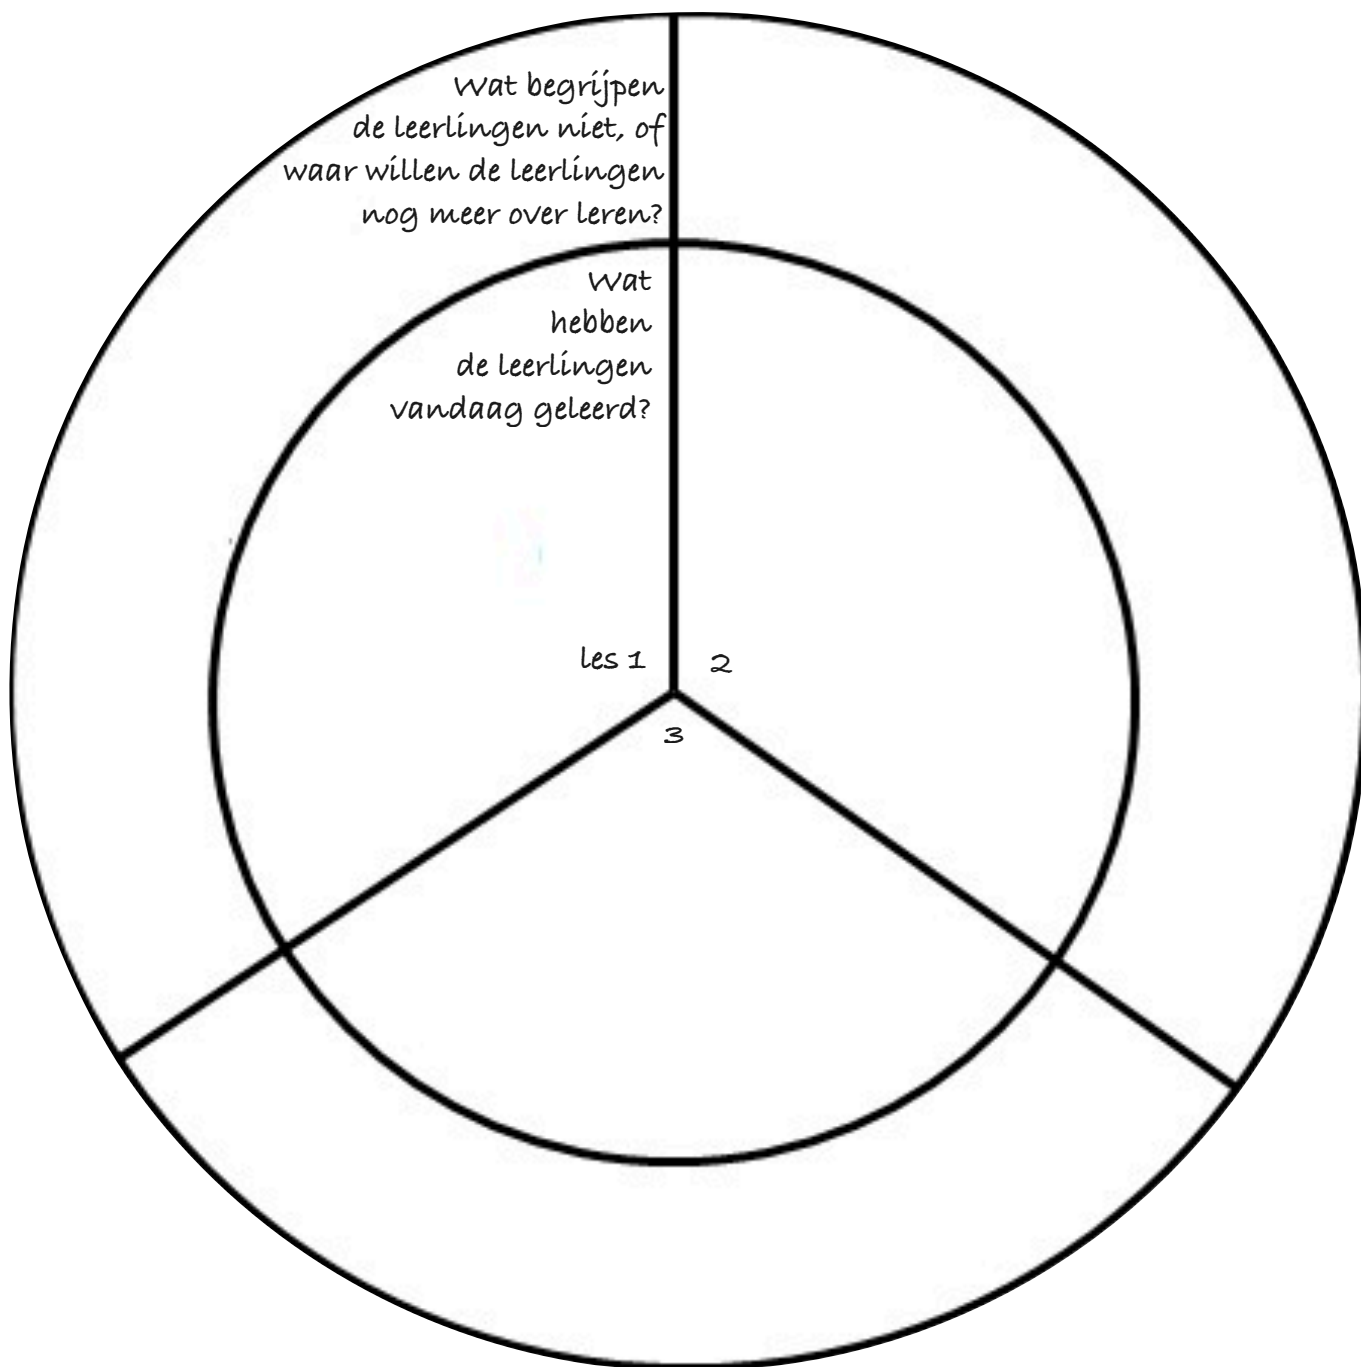 Wat begrijpen
de leerlingen niet, of
waar willen de leerlingen
nog meer over leren?
Wat
hebben
de leerlingen
vandaag geleerd?
les 1
2
3